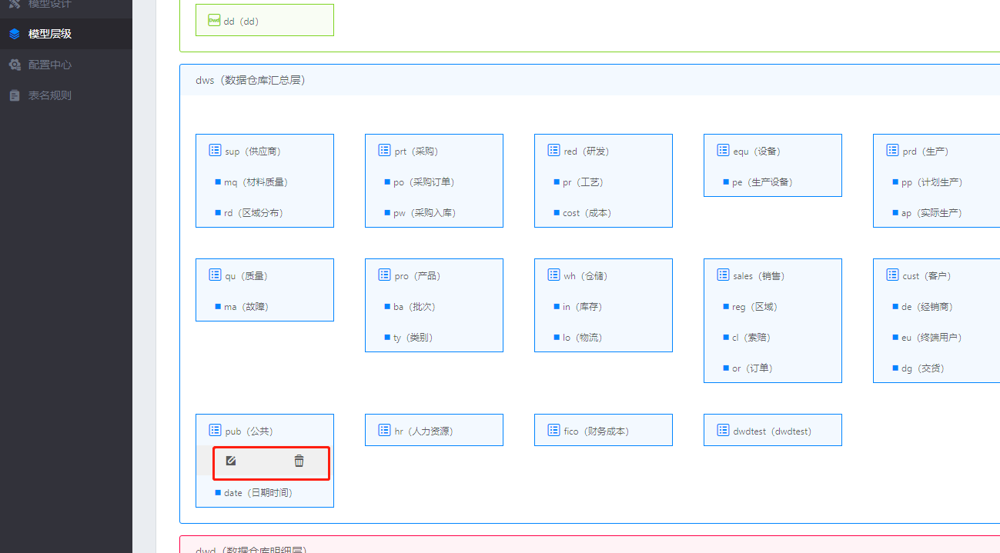 模型设计
模型层级
配置中心
表名规则
dd（dd）
dws（数据仓库汇总层）
sup（供应商）
mq（材料质量）
rd（区域分布）
prt（采购）
po（采购订单）
pw（采购入库）
red（研发）
pr（工艺）
cost（成本）
equ（设备）
pe（生产设备）
prd（生产）
pp（计划生产）
ap（实际生产）
qu（质量）
ma（故障）
pro（产品）
ba（批次）
ty（类别）
wh（仓储）
in（库存）
lo（物流）
sales（销售）
reg（区域）
cl（索赔）
or（订单）
cust（客户）
de（经销商）
eu（终端用户）
dg（交货）
pub（公共）
date（日期时间）
hr（人力资源）
fico（财务成本）
dwdtest（dwdtest）
dwd（数据仓库明细层）